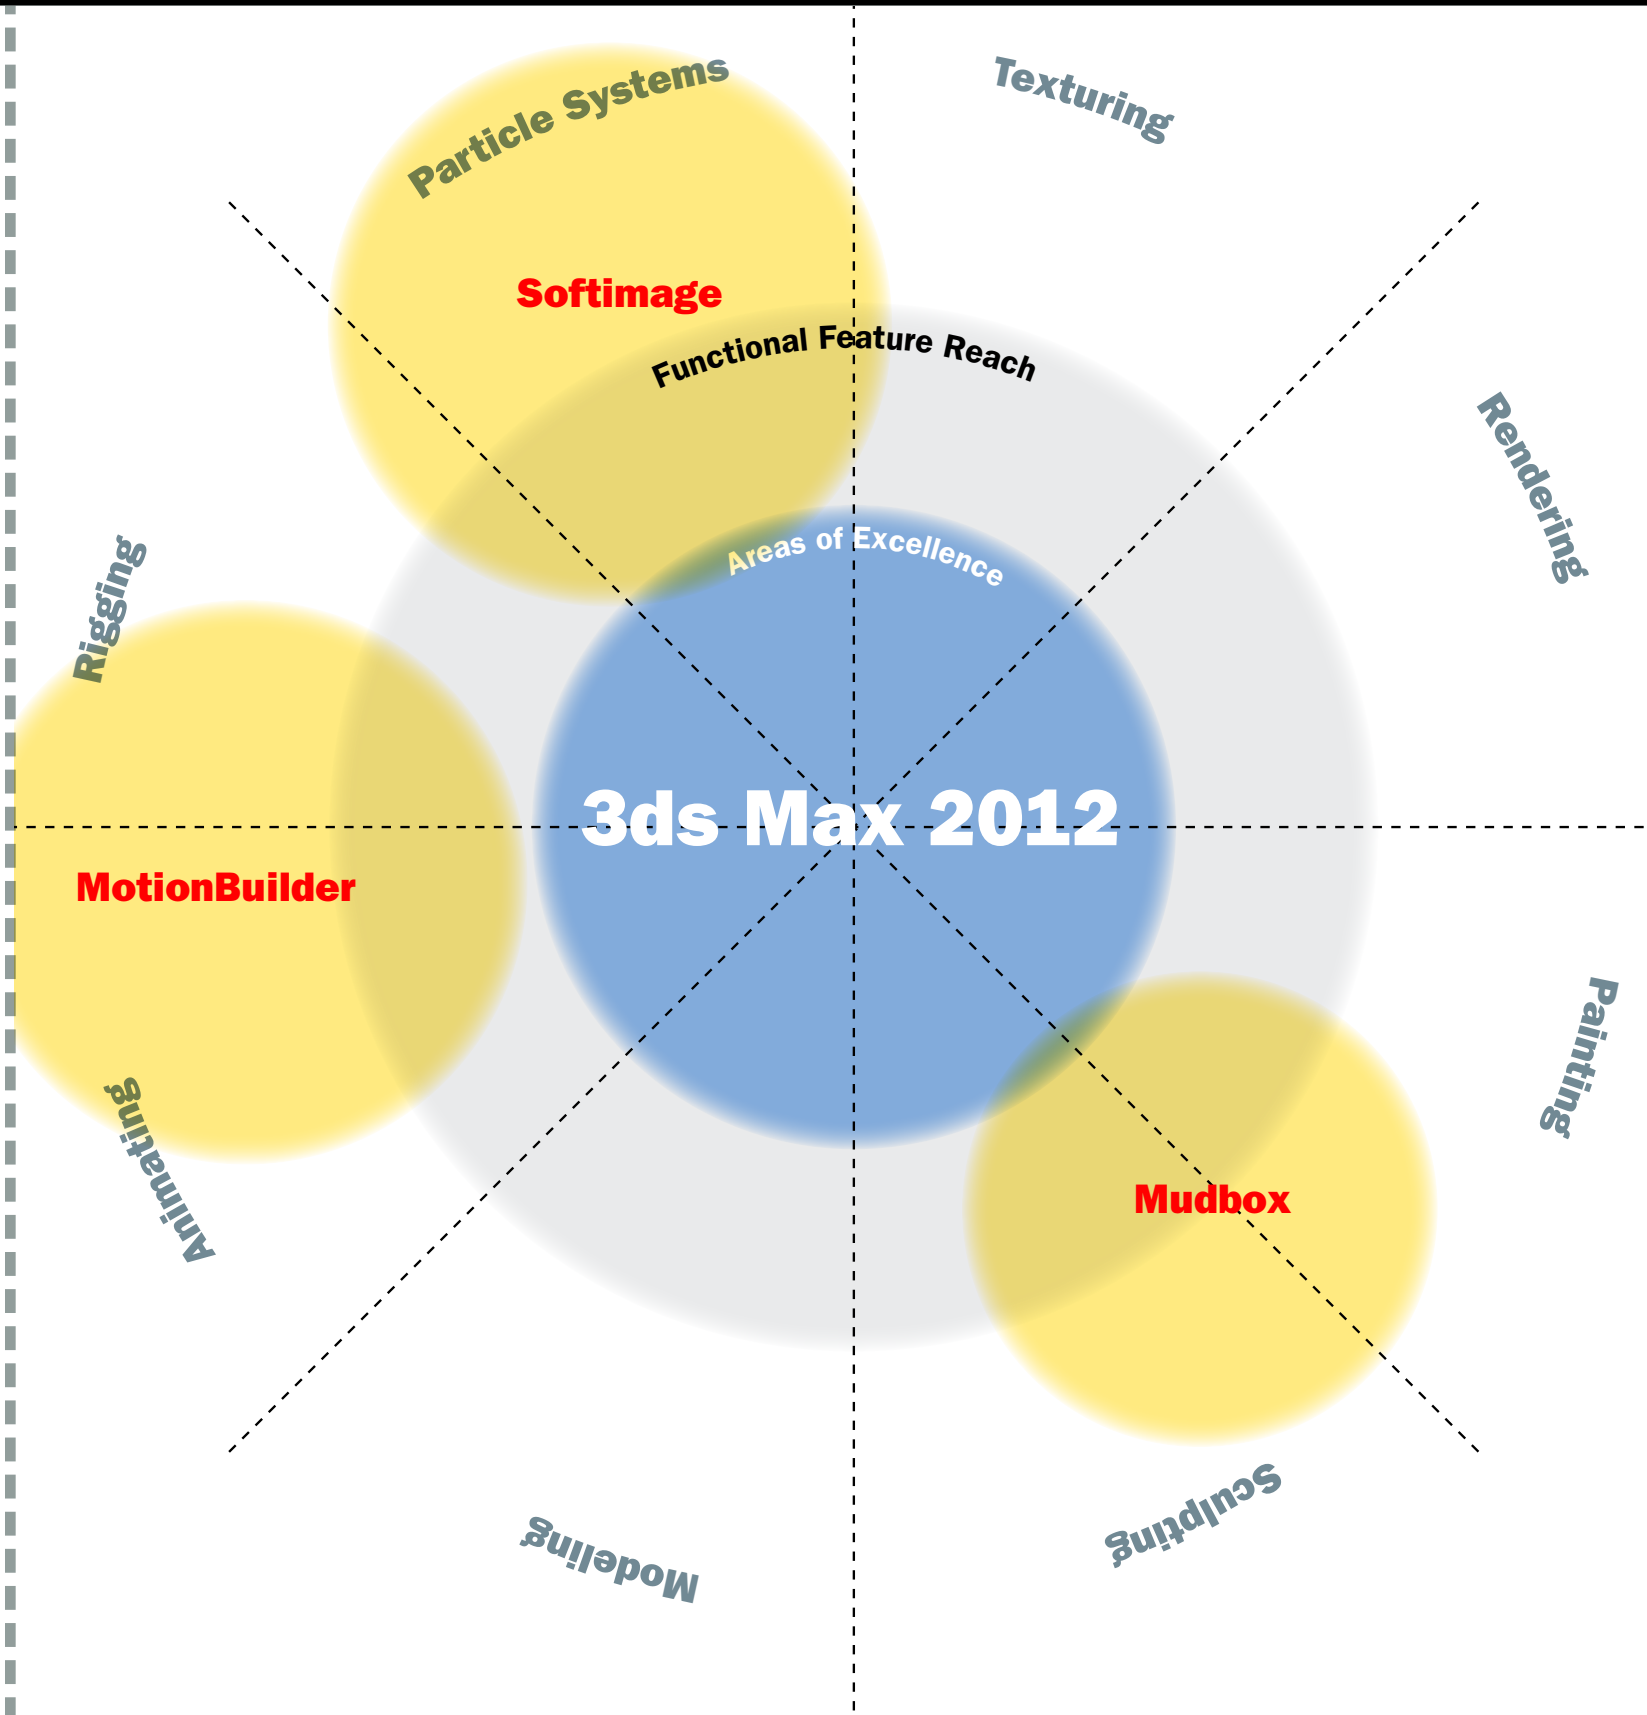 Particle Systems
Texturing
Softimage
Functional Feature Reach
Rendering
Areas of Excellence
Rigging
3ds Max 2012
MotionBuilder
Painting
Animating
Mudbox
Sculpting
Modeling